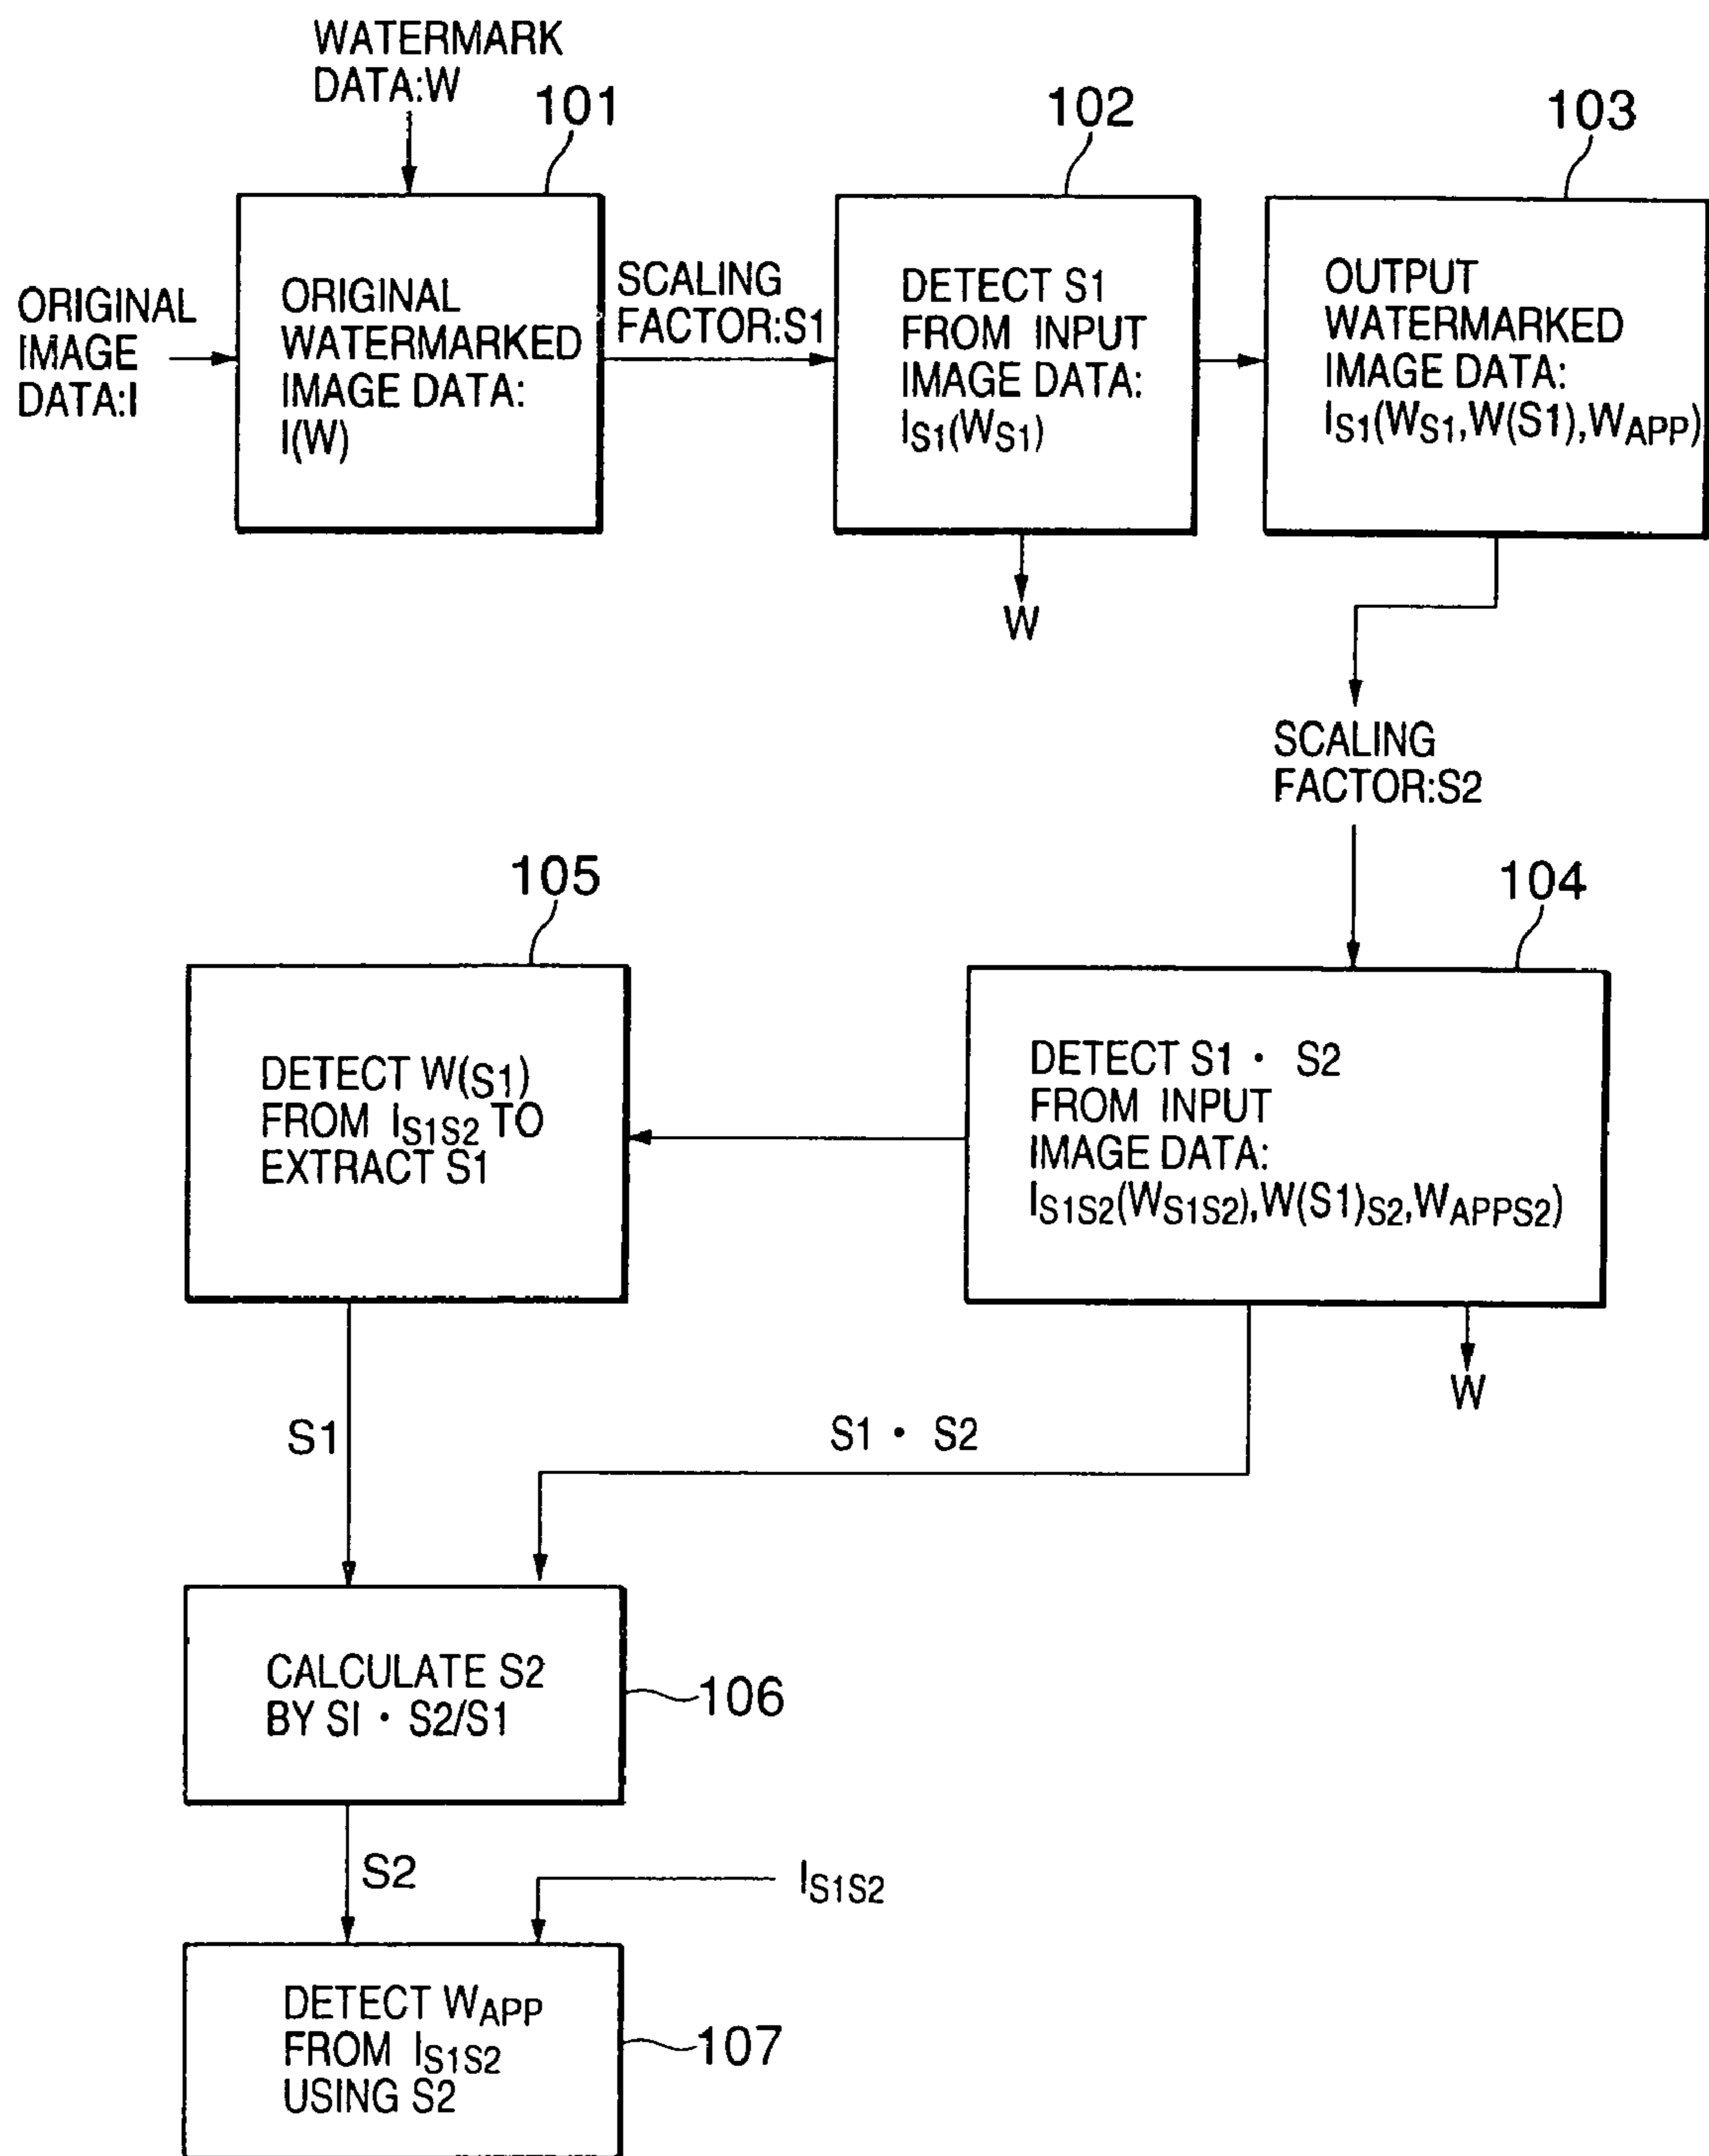 WATERMARK
DATA:W
101
102
103
ORIGINAL
IMAGE
DATA:I
ORIGINAL
WATERMARKED
IMAGE DATA:
I(W)
SCALING
FACTOR:S1
DETECT S1
FROM INPUT
IMAGE DATA:
IS1(WS1)
OUTPUT
WATERMARKED
IMAGE DATA:
IS1(WS1,W(S1),WAPP)
W
SCALING
FACTOR:S2
105
104
DETECT W(S1)
FROM IS1S2 TO
EXTRACT S1
DETECT S1 · S2
FROM INPUT
IMAGE DATA:
IS1S2(WS1S2),W(S1)S2,WAPPS2)
W
S1
S1 · S2
CALCULATE S2
BY SI · S2/S1
106
S2
IS1S2
DETECT WAPP
FROM IS1S2
USING S2
107